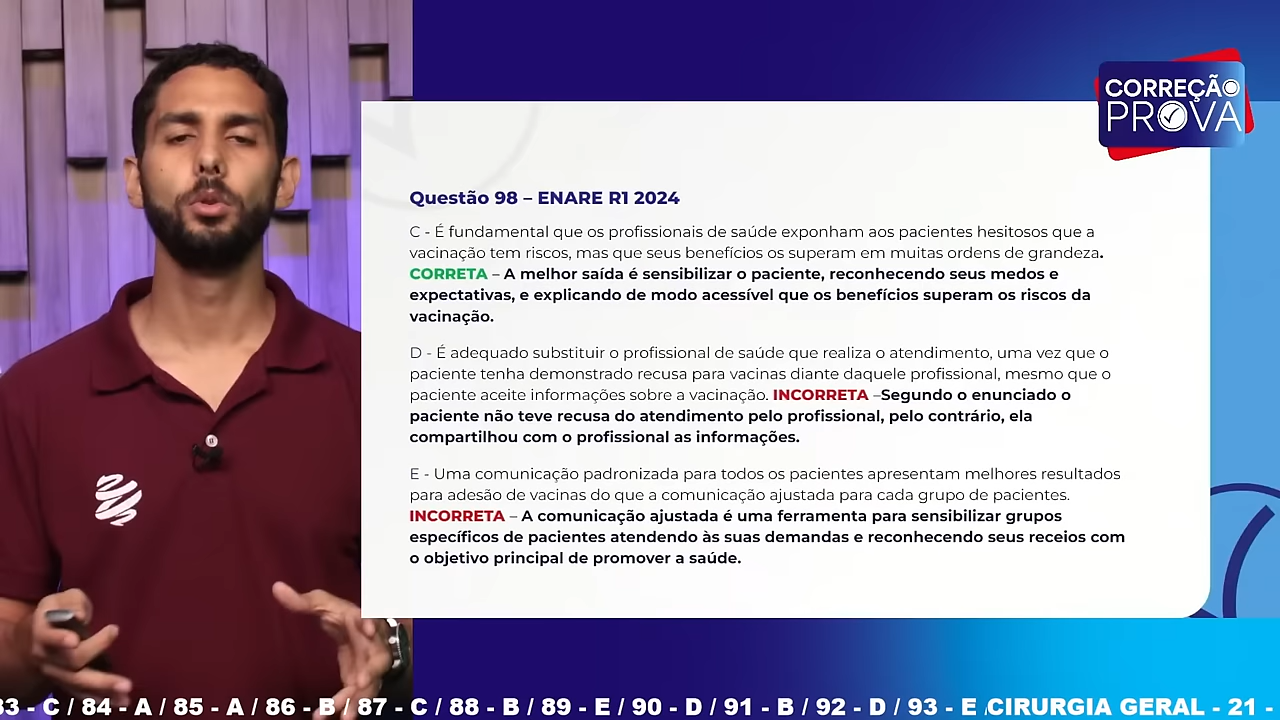 CORREÇÃO
PROVA
Questão 98 – ENARE R1 2024
C - É fundamental que os profissionais de saúde exponham aos pacientes hesitosos que a
vacinação tem riscos, mas que seus benefícios os superam em muitas ordens de grandeza.
CORRETA – A melhor saída é sensibilizar o paciente, reconhecendo seus medos e
expectativas, e explicando de modo acessível que os benefícios superam os riscos da
vacinação.
D - É adequado substituir o profissional de saúde que realiza o atendimento, uma vez que o
paciente tenha demonstrado recusa para vacinas diante daquele profissional, mesmo que o
paciente aceite informações sobre a vacinação. INCORRETA –Segundo o enunciado o
paciente não teve recusa do atendimento pelo profissional, pelo contrário, ela
compartilhou com o profissional as informações.
E - Uma comunicação padronizada para todos os pacientes apresentam melhores resultados
para adesão de vacinas do que a comunicação ajustada para cada grupo de pacientes.
INCORRETA – A comunicação ajustada é uma ferramenta para sensibilizar grupos
específicos de pacientes atendendo às suas demandas e reconhecendo seus receios com
o objetivo principal de promover a saúde.
83 - C / 84 - A / 85 - A / 86 - B / 87 - C / 88 - B / 89 - E / 90 - D / 91 - B / 92 - D / 93 - E / CIRURGIA GERAL - 21 -